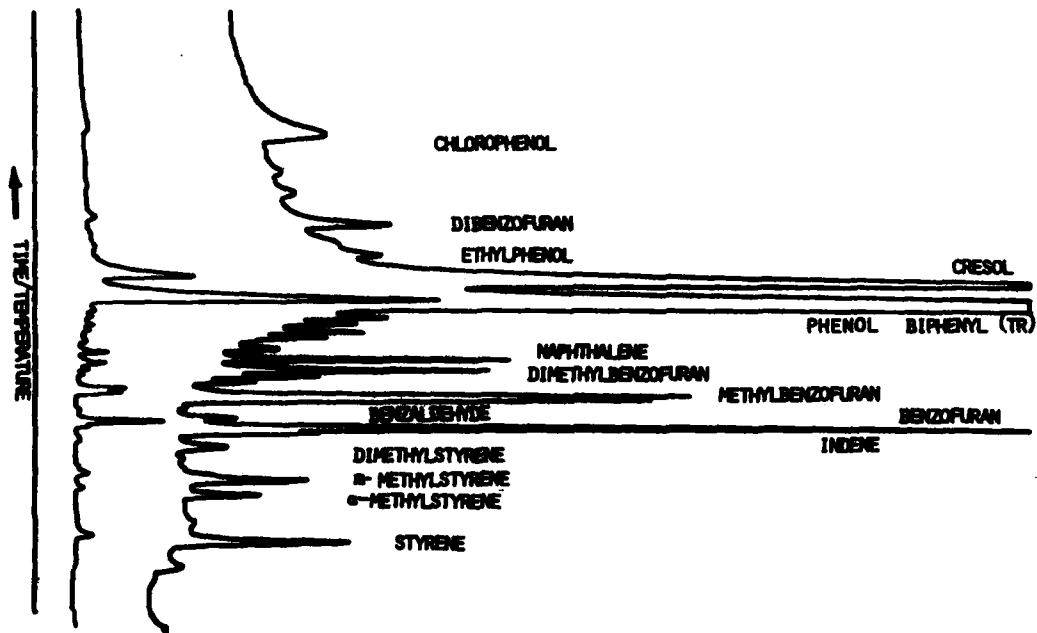 CHLOROPHENOL
DIBENZOFURAN
ETHYLPHENOL
CRESOL
TIME/TEMPERATURE
PHENOL BIPHENYL (TR)
NAPHTHALENE
DIMETHYLBENZOFURAN
METHYLBENZOFURAN
BENZALDEHYDE
BENZOFURAN
INDENE
DIMETHYLSTYRENE
m- METHYLSTYRENE
α-METHYLSTYRENE
STYRENE